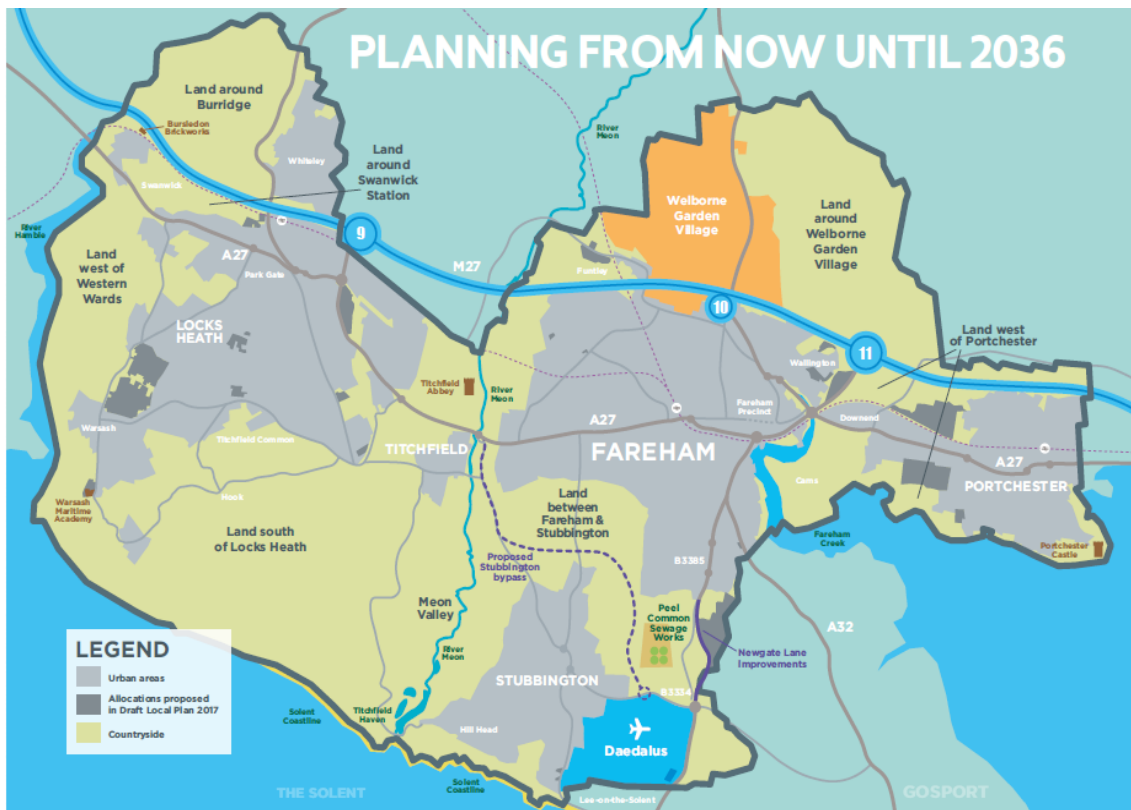 PLANNING FROM NOW UNTIL 2036
Land around
Burridge
Bursledon
Brickworks
Whiteley
Land
around
Swanwick
Station
Swanwick
River
Hamble
9
M27
A27
Park Gate
Land
west of
Western
Wards
LOCKS
HEATH
River
Meon
Welborne
Garden
Village
Land
around
Welborne
Garden
Village
Funtley
10
11
Land west
of Portchester
Wallington
Titchfield
Abbey
River
Meon
Fareham
Precinct
Downend
A27
A27
Warsash
Titchfield Common
TITCHFIELD
FAREHAM
PORTCHESTER
Cams
Warsash
Maritime
Academy
Hook
Land south
of Locks Heath
Land
between
Fareham &
Stubbington
Fareham
Creek
Portchester
Castle
Proposed
Stubbington
bypass
B3385
Meon
Valley
Peel
Common
Sewage
Works
A32
Newgate Lane
Improvements
River
Meon
STUBBINGTON
B3334
LEGEND
Urban areas
Allocations proposed
in Draft Local Plan 2017
Countryside
Solent
Coastline
Titchfield
Haven
Hill Head
Daedalus
Solent
Coastline
THE SOLENT
Lee-on-the-Solent
GOSPORT